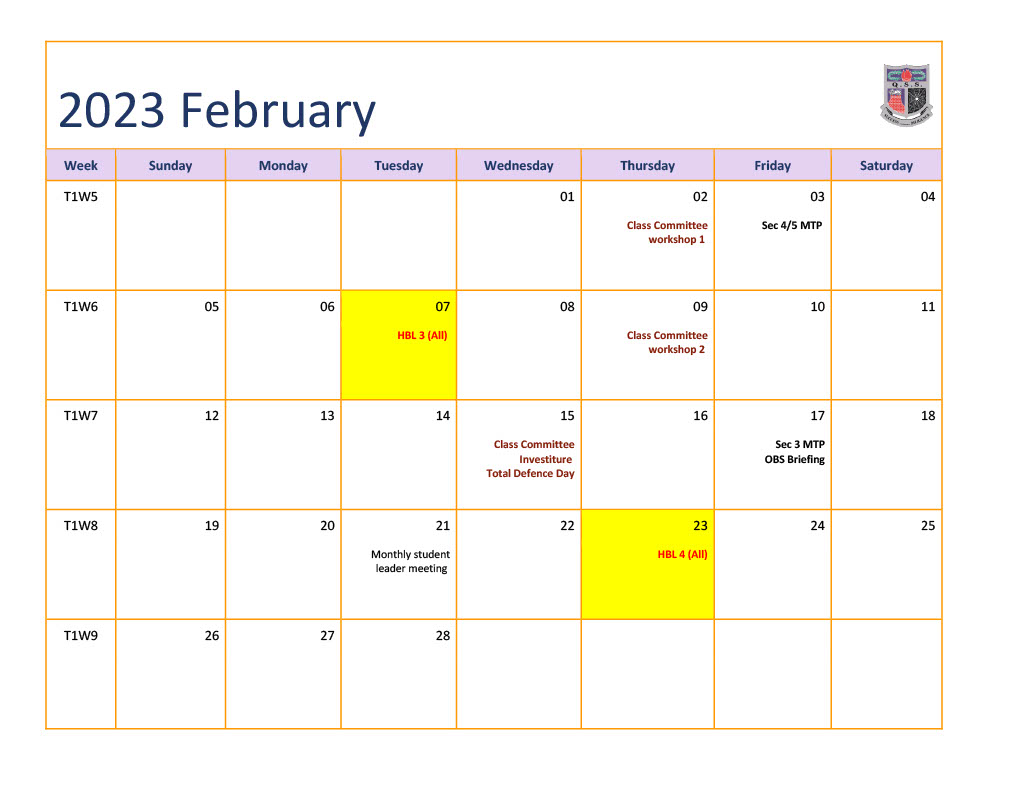 2023 February
Q. S. S.
Week Sunday Monday Tuesday Wednesday Thursday Friday Saturday
T1W5 01 02 03 04
Class Committee
workshop 1
Sec 4/5 MTP
T1W6 05 06 07 08 09 10 11
HBL 3 (All)
Class Committee
workshop 2
T1W7 12 13 14 15 16 17 18
Class Committee
Investiture
Total Defence Day
Sec 3 MTP
OBS Briefing
T1W8 19 20 21 22 23 24 25
Monthly student
leader meeting
HBL 4 (All)
T1W9 26 27 28